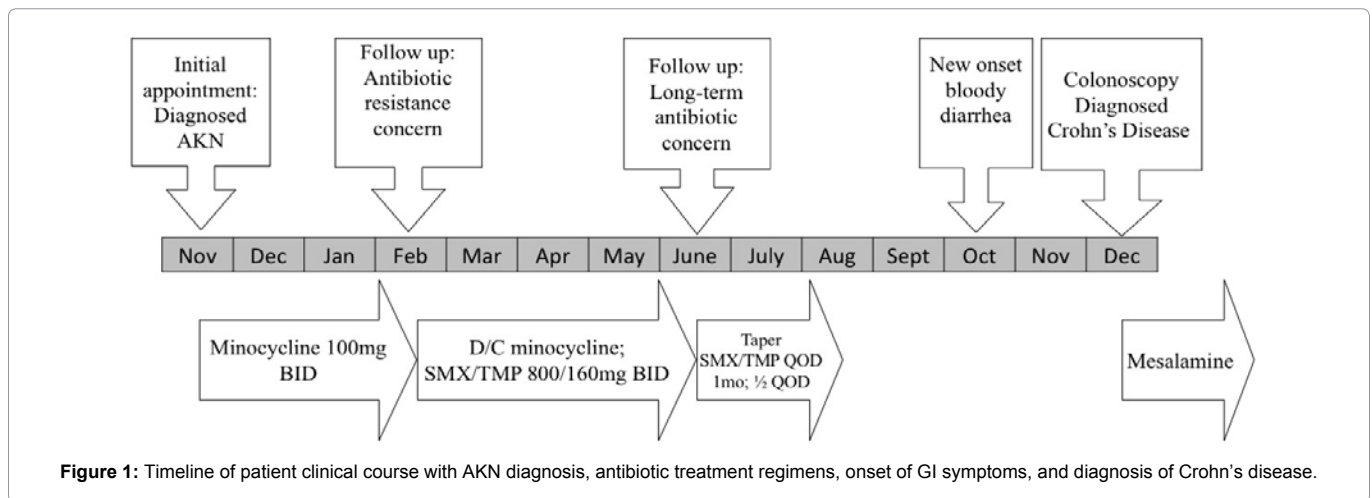 Initial
appointment:
Diagnosed
AKN
Follow up:
Antibiotic
resistance
concern
Follow up:
Long-term
antibiotic
concern
New onset
bloody
diarrhea
Colonoscopy
Diagnosed
Crohn's Disease
Nov Dec Jan Feb Mar Apr May June July Aug Sept Oct Nov Dec
Minocycline 100mg
BID
D/C minocycline;
SMX/TMP 800/160mg BID
Taper
SMX/TMP QOD
1mo; ½ QOD
Mesalamine
Figure 1: Timeline of patient clinical course with AKN diagnosis, antibiotic treatment regimens, onset of GI symptoms, and diagnosis of Crohn's disease.